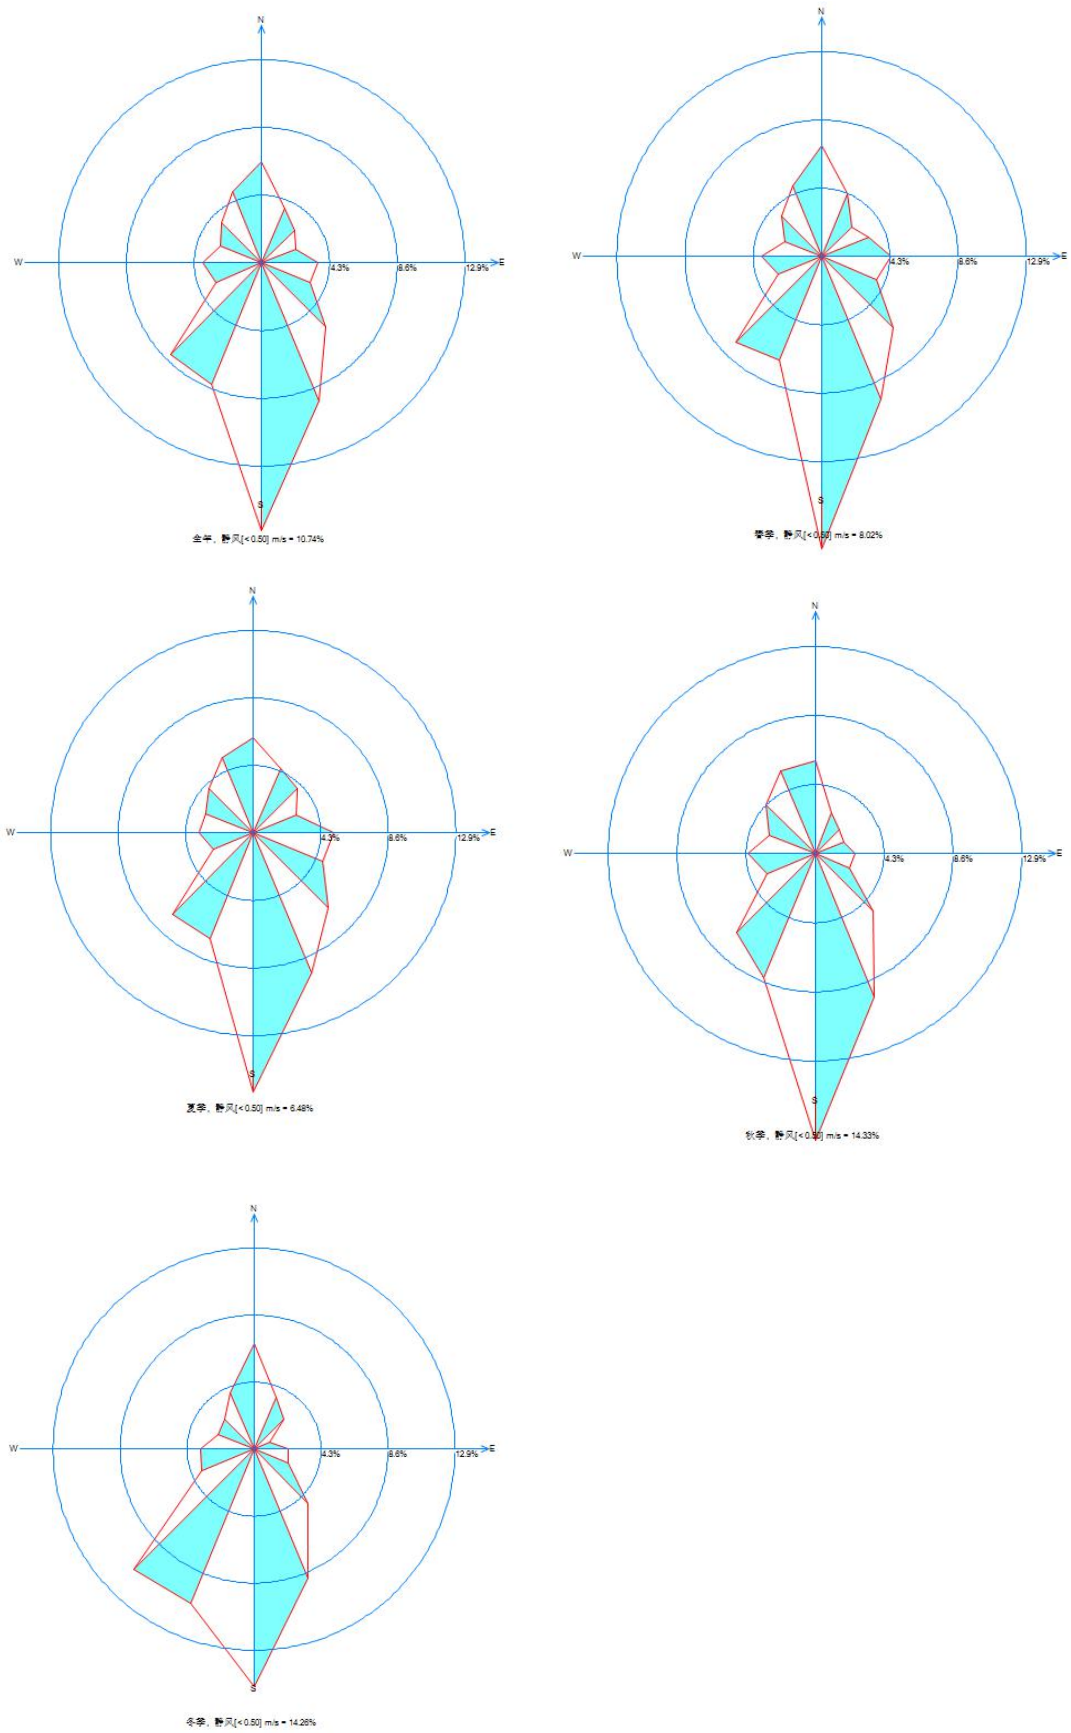 N
W
4.3%
8.6%
12.9%
E
S
全年，静风[<0.50] m/s = 10.74%
N
W
4.3%
8.6%
12.9%
E
S
春季，静风[<0.50] m/s = 8.02%
N
W
4.3%
8.6%
12.9%
E
S
夏季，静风[<0.50] m/s = 6.48%
N
W
4.3%
8.6%
12.9%
E
S
秋季，静风[<0.50] m/s = 14.33%
N
W
4.3%
8.6%
12.9%
E
S
冬季，静风[<0.50] m/s = 14.26%